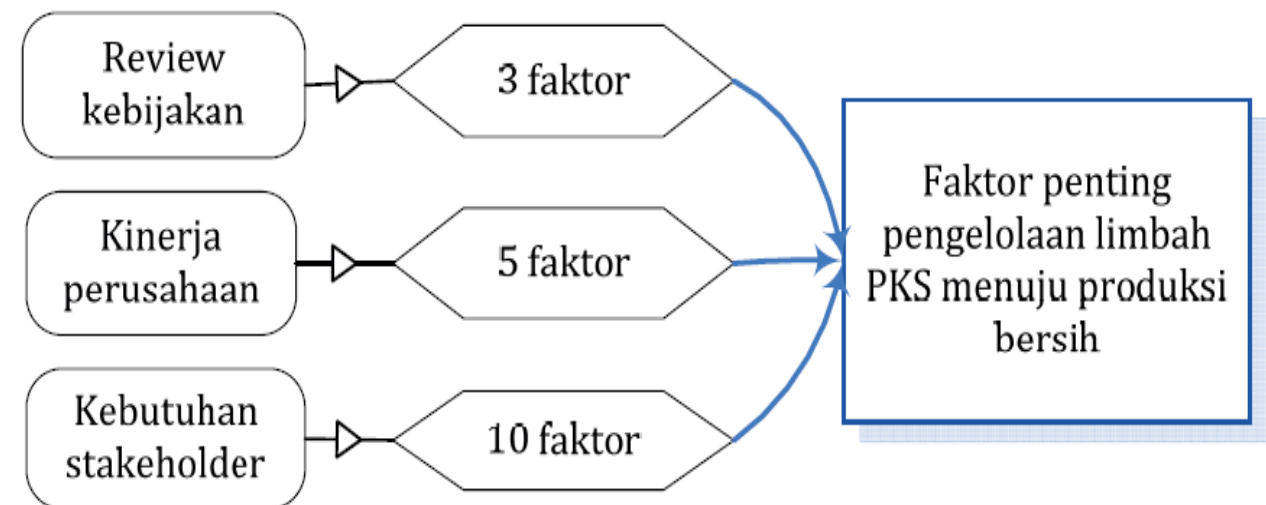 Review
kebijakan
3 faktor
Kinerja
perusahaan
5 faktor
Kebutuhan
stakeholder
10 faktor
Faktor penting
pengelolaan limbah
PKS menuju produksi
bersih